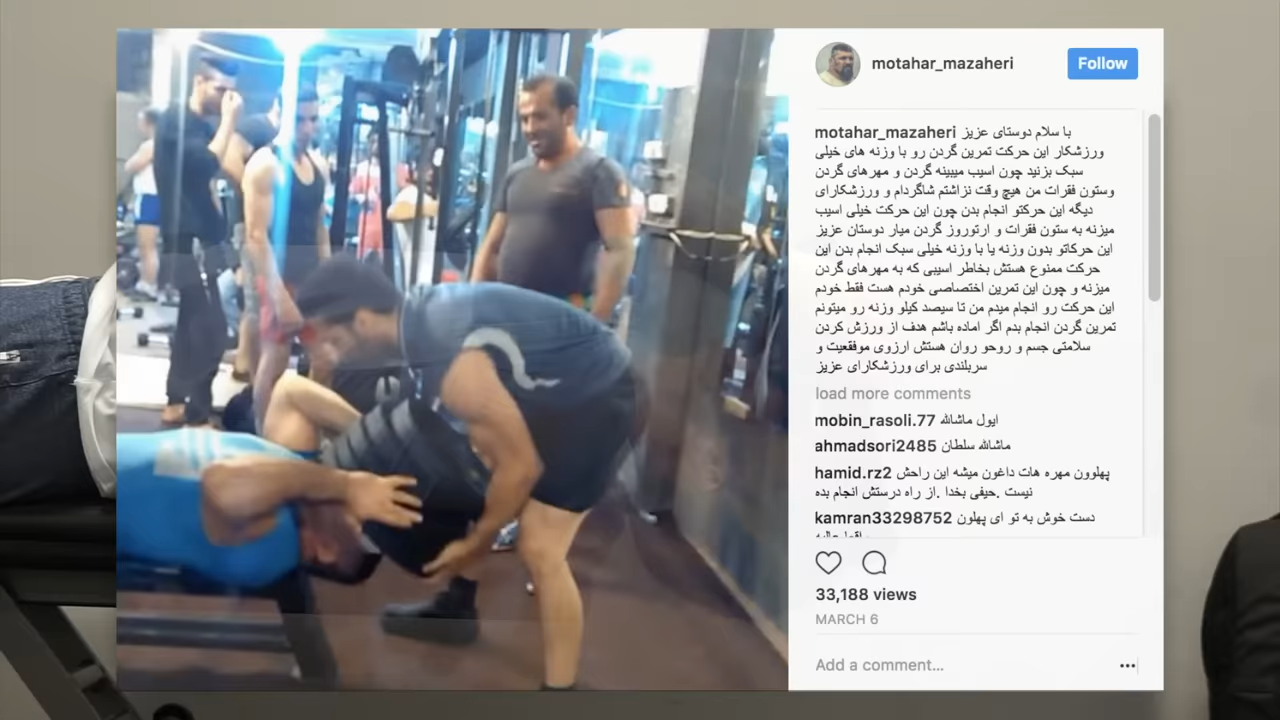 motahar_mazaheri
Follow
motahar_mazaheri با سلام دوستای عزیز
ورزشکار این حرکت تمرین گردن رو با وزنه های خیلی
سبک بزنید چون اسیب میبینه گردن و مهرهای گردن
وستون فقرات من هیچ وقت نزاشتم شاگردام و ورزشکارای
دیگه این حرکتو انجام بدن چون این حرکت خیلی اسیب
میزنه به ستون فقرات و ارتوروز گردن میار دوستان عزیز
این حرکاتو بدون وزنه یا با وزنه خیلی سبک انجام بدن این
حرکت ممنوع هستش بخاطر اسیبی که به مهرهای گردن
میزنه و چون این تمرین اختصاصی خودم هست فقط خودم
این حرکت رو انجام میدم من تا سیصد کیلو وزنه رو میتونم
تمرین گردن انجام بدم اگر اماده باشم هدف از ورزش کردن
سلامتی جسم و روحو روان هستش ارزوی موفقعیت و
سربلندی برای ورزشکارای عزیز
load more comments
mobin_rasoli.77 ایول ماشالله
ahmadsori2485 ماشالله سلطان
hamid.rz2 پهلوون مهره هات داغون میشه این راحش
نیست .حیفی بخدا .از راه درستش انجام بده
kamran33298752 دست خوش به تو ای پهلون
33,188 views
MARCH 6
Add a comment...